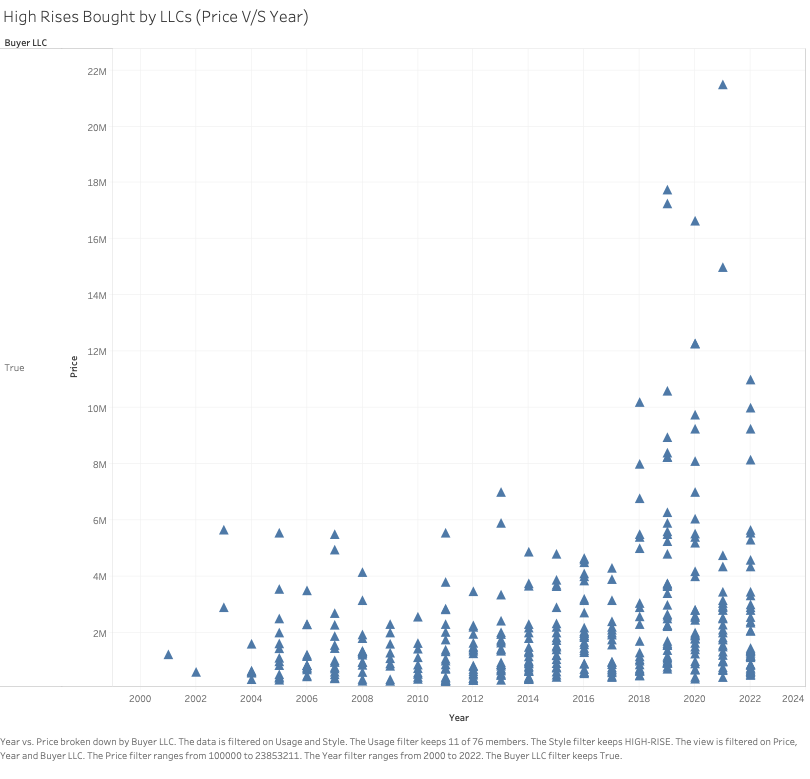 High Rises Bought by LLCs (Price V/S Year)
Buyer LLC
22M
20M
18M
16M
14M
12M
True
Price
10M
8M
6M
4M
2M
2000 2002 2004 2006 2008 2010 2012 2014 2016 2018 2020 2022 2024
Year
Year vs. Price broken down by Buyer LLC. The data is filtered on Usage and Style. The Usage filter keeps 11 of 76 members. The Style filter keeps HIGH-RISE. The view is filtered on Price,
Year and Buyer LLC. The Price filter ranges from 100000 to 23853211. The Year filter ranges from 2000 to 2022. The Buyer LLC filter keeps True.